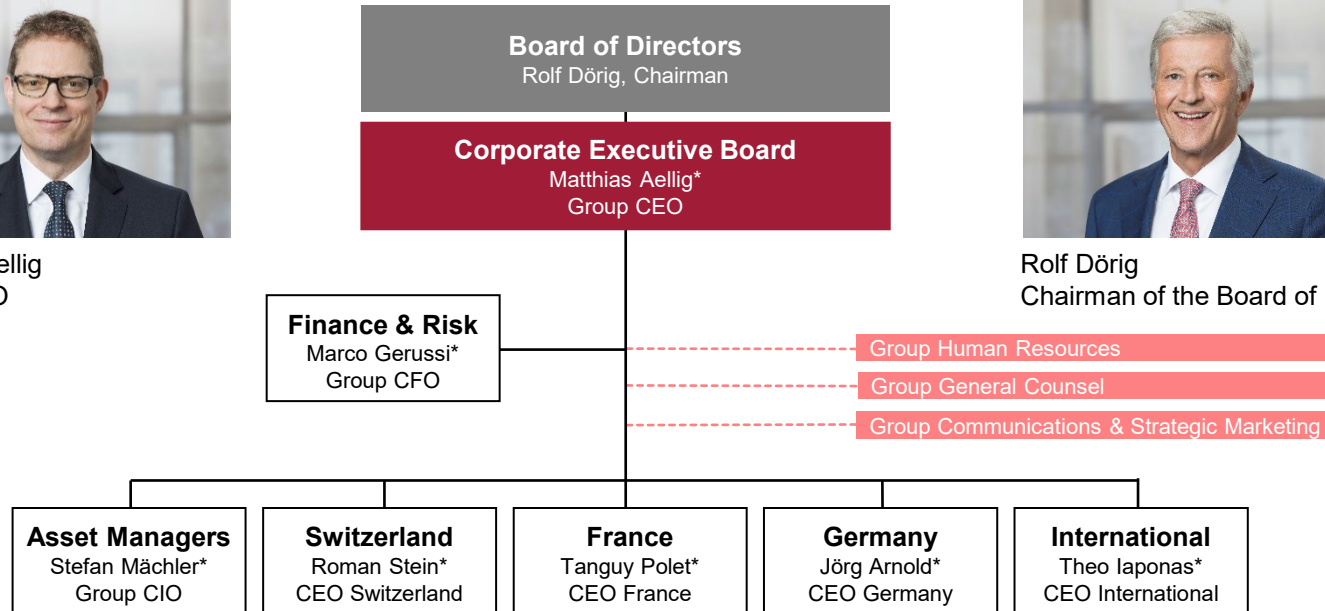 Board of Directors
Rolf Dörig, Chairman
Corporate Executive Board
Matthias Aellig*
Group CEO
ellig
O
Rolf Dörig
Chairman of the Board of
Finance & Risk
Marco Gerussi*
Group CFO
Group Human Resources
Group General Counsel
Group Communications & Strategic Marketing
Asset Managers
Stefan Mächler*
Group CIO
Switzerland
Roman Stein*
CEO Switzerland
France
Tanguy Polet*
CEO France
Germany
Jörg Arnold*
CEO Germany
International
Theo Iaponas*
CEO International